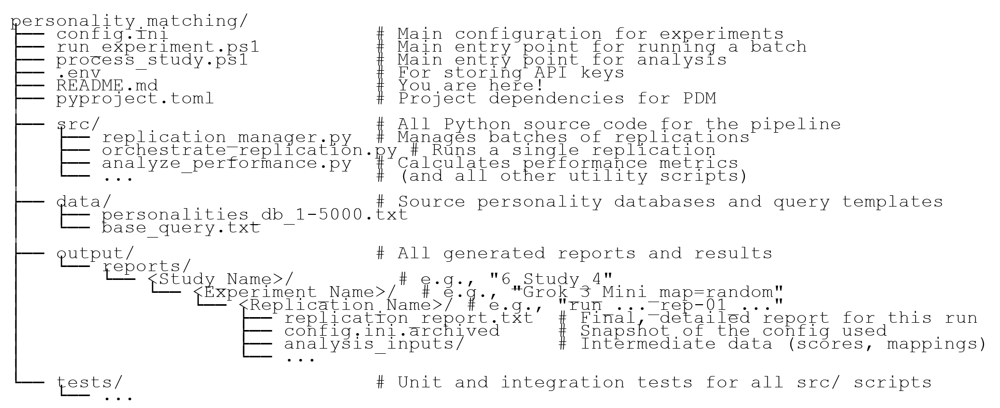 personality_matching/
├── config.ini                  # Main configuration for experiments
├── run_experiment.ps1          # Main entry point for running a batch
├── process_study.ps1           # Main entry point for analysis
├── .env                        # For storing API keys
├── README.md                   # You are here!
├── pyproject.toml              # Project dependencies for PDM
│
├── src/                        # All Python source code for the pipeline
│   ├── replication_manager.py  # Manages batches of replications
│   ├── orchestrate_replication.py # Runs a single replication
│   ├── analyze_performance.py  # Calculates performance metrics
│   └── ...                     # (and all other utility scripts)
│
├── data/                       # Source personality databases and query templates
│   ├── personalities_db_1-5000.txt
│   └── base_query.txt
│
├── output/                     # All generated reports and results
│   └── reports/
│       └── <Study_Name>/         # e.g., "6_Study_4"
│           └── <Experiment_Name>/  # e.g., "Grok_3_Mini_map=random"
│               └── <Replication_Name>/ # e.g., "run_..._rep-01_..."
│                   ├── replication_report.txt  # Final, detailed report for this run
│                   ├── config.ini.archived     # Snapshot of the config used
│                   ├── analysis_inputs/        # Intermediate data (scores, mappings)
│                   └── ...
│
└── tests/                      # Unit and integration tests for all src/ scripts
    └── ...